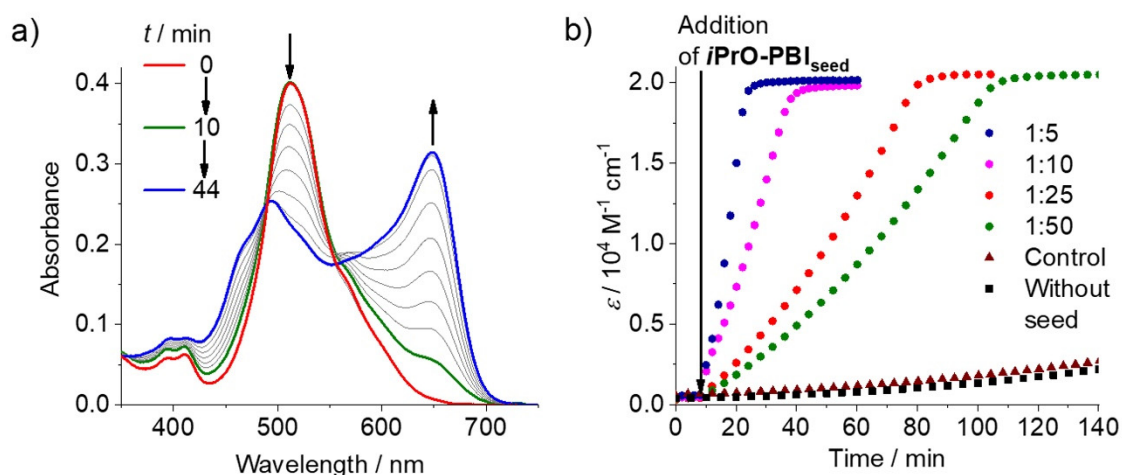 a)
t / min
0
10
44
0.4
0.3
0.2
0.1
0.0
Absorbance
400
500
600
700
Wavelength / nm
b)
Addition
of iPrO-PBIseed
2.0
1.5
1.0
0.5
0.0
ε / 10⁴ M⁻¹ cm⁻¹
1:5
1:10
1:25
1:50
Control
Without
seed
0
20
40
60
80
100
120
140
Time / min